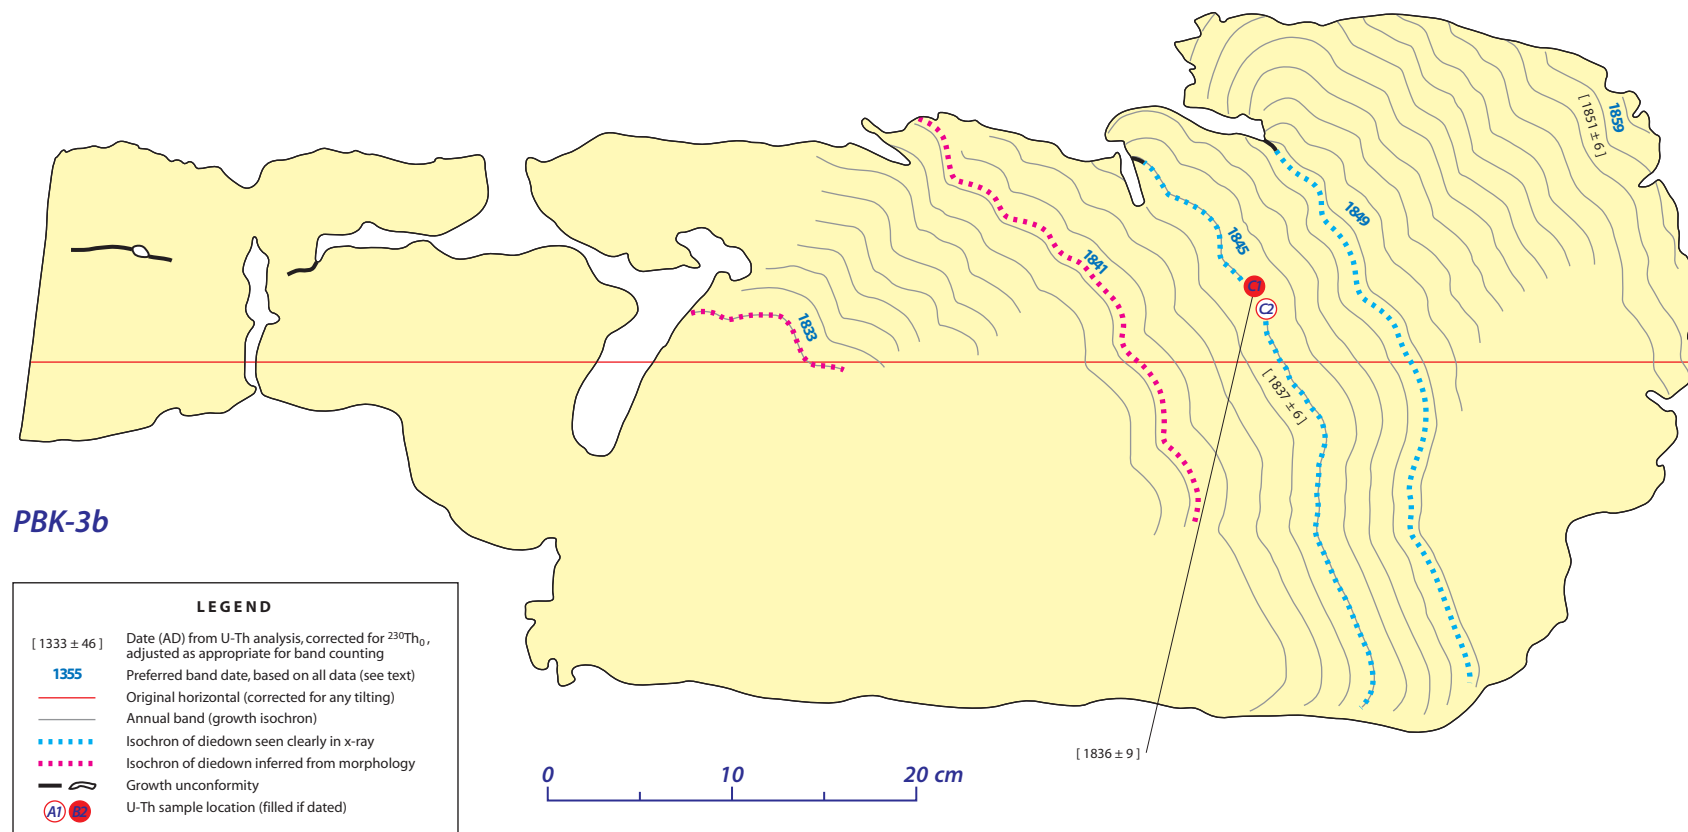 1859
[ 1851 ± 6 ]
1849
1845
1841
C1
C2
1833
[ 1837 ± 6 ]
PBK-3b
LEGEND
[ 1333 ± 46 ] Date (AD) from U-Th analysis, corrected for ²³⁰Th₀,
adjusted as appropriate for band counting
1355 Preferred band date, based on all data (see text)
Original horizontal (corrected for any tilting)
Annual band (growth isochron)
Isochron of diedown seen clearly in x-ray
Isochron of diedown inferred from morphology
Growth unconformity
A1 B2 U-Th sample location (filled if dated)
[ 1836 ± 9 ]
0 10 20 cm